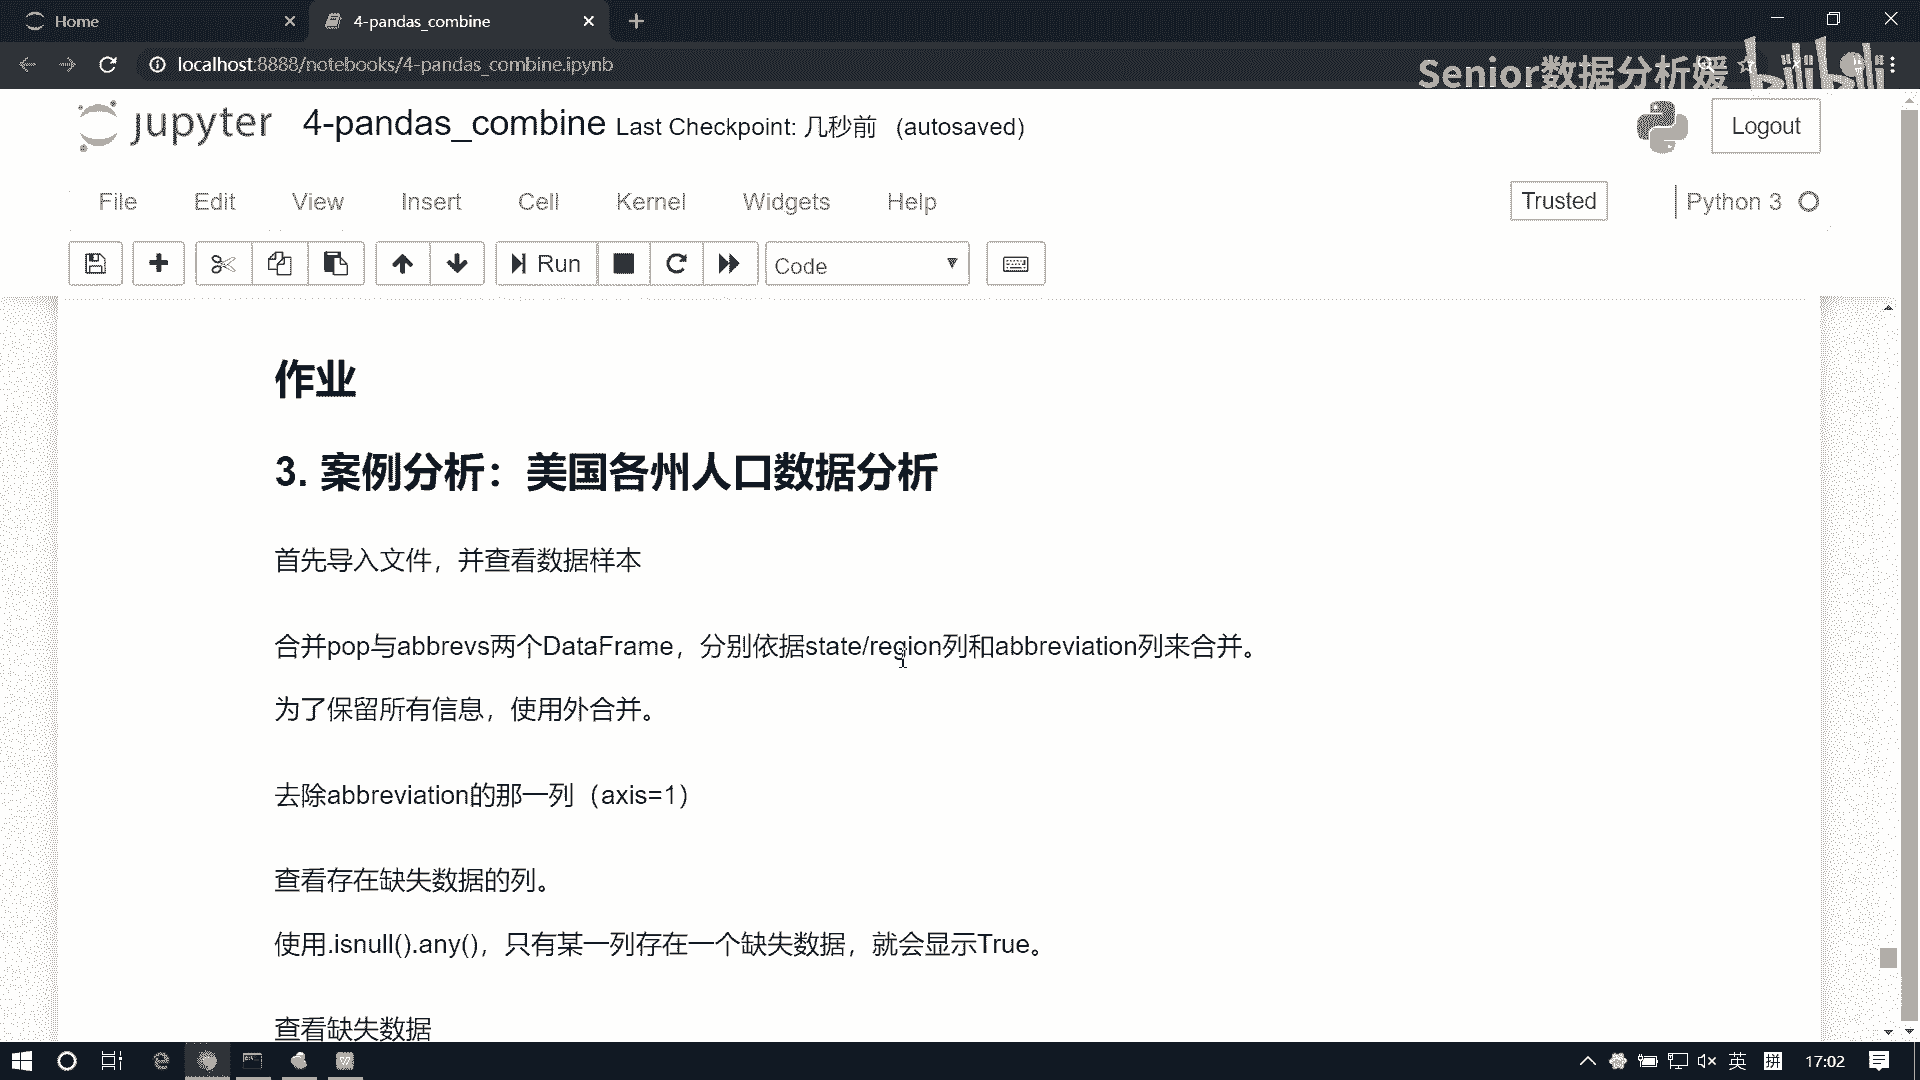 Home
4-pandas_combine
localhost:8888/notebooks/4-pandas_combine.ipynb
Senior数据分析媛
bilibili
jupyter 4-pandas_combine Last Checkpoint: 几秒前 (autosaved)
Logout
File Edit View Insert Cell Kernel Widgets Help
Trusted
Python 3
Run
Code
作业
3. 案例分析：美国各州人口数据分析
首先导入文件，并查看数据样本
合并pop与abbrevs两个DataFrame，分别依据state/region列和abbreviation列来合并。
为了保留所有信息，使用外合并。
去除abbreviation的那一列（axis=1）
查看存在缺失数据的列。
使用.isnull().any()，只有某一列存在一个缺失数据，就会显示True。
查看缺失数据
英
拼
17:02